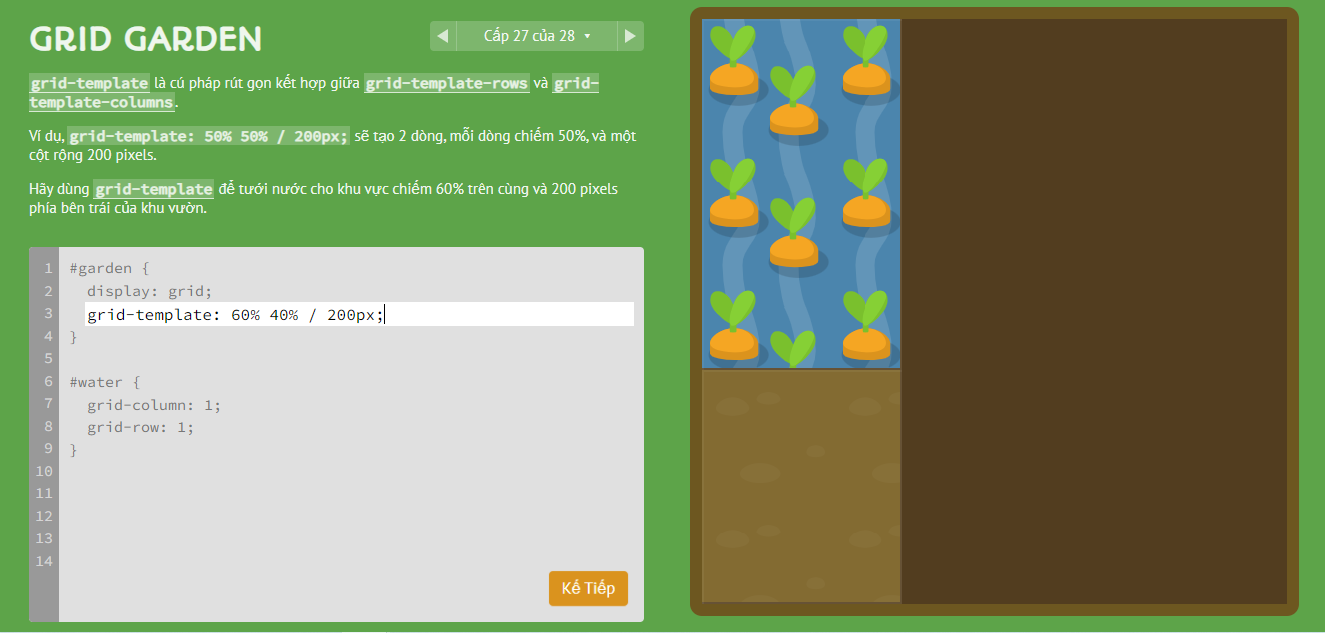 GRID GARDEN
Cấp 27 của 28
grid-template là cú pháp rút gọn kết hợp giữa grid-template-rows và grid-
template-columns.
Ví dụ, grid-template: 50% 50% / 200px; sẽ tạo 2 dòng, mỗi dòng chiếm 50%, và một
cột rộng 200 pixels.
Hãy dùng grid-template để tưới nước cho khu vực chiếm 60% trên cùng và 200 pixels
phía bên trái của khu vườn.
1 #garden {
2 display: grid;
3 grid-template: 60% 40% / 200px;
4 }
5
6 #water {
7 grid-column: 1;
8 grid-row: 1;
9 }
10
11
12
13
14
Kế Tiếp